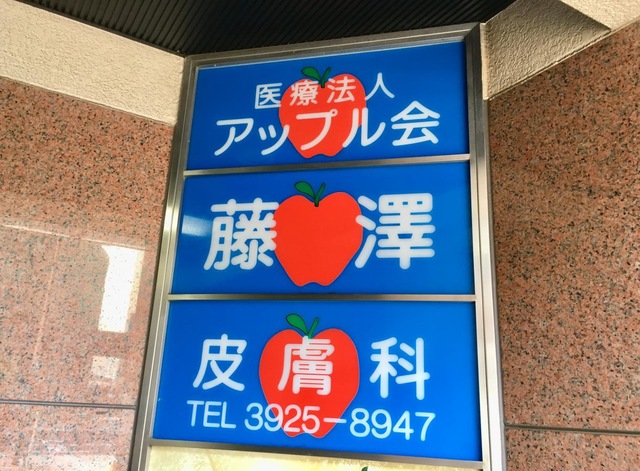 医療法人
アップル会
藤澤
皮膚科
TEL 3925-8947